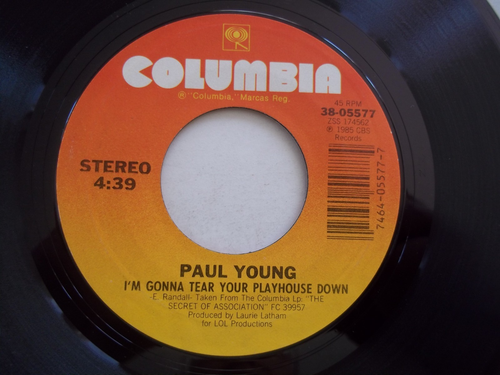 COLUMBIA
℗ "Columbia," Marcas Reg.
45 RPM
38-05577
ZSS 174562
℗ 1985 CBS
Records
STEREO
4:39
7464-05577-7
PAUL YOUNG
I'M GONNA TEAR YOUR PLAYHOUSE DOWN
-E. Randall- Taken From The Columbia Lp: "THE
SECRET OF ASSOCIATION" FC 39957
Produced by Laurie Latham
for LOL Productions